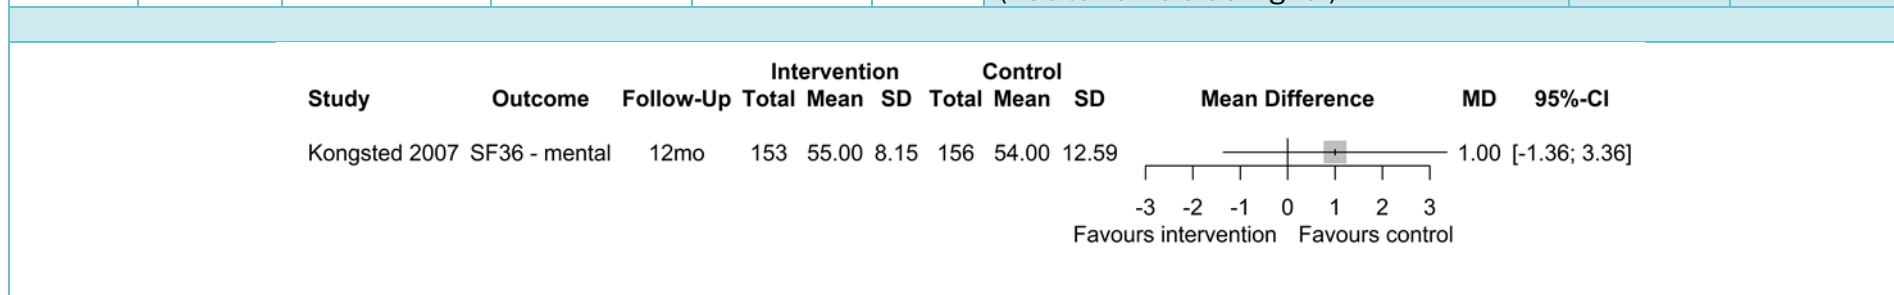 Intervention Control
Study Outcome Follow-Up Total Mean SD Total Mean SD Mean Difference MD 95%-CI
Kongsted 2007 SF36 - mental 12mo 153 55.00 8.15 156 54.00 12.59 1.00 [-1.36; 3.36]
-3 -2 -1 0 1 2 3
Favours intervention Favours control